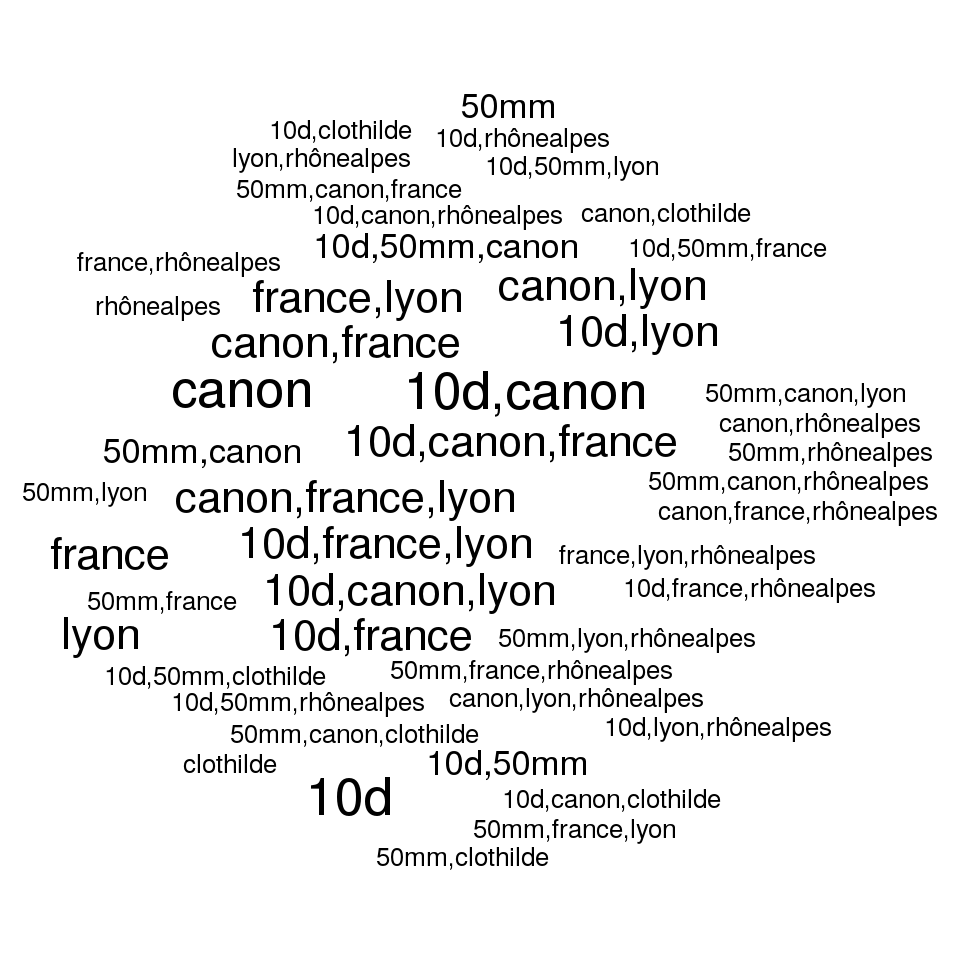 50mm
10d,clothilde
10d,rhônealpes
lyon,rhônealpes
10d,50mm,lyon
50mm,canon,france
10d,canon,rhônealpes
canon,clothilde
10d,50mm,canon
10d,50mm,france
france,rhônealpes
rhônealpes
france,lyon
canon,lyon
canon,france
10d,lyon
canon
10d,canon
50mm,canon,lyon
canon,rhônealpes
50mm,canon
10d,canon,france
50mm,rhônealpes
50mm,canon,rhônealpes
50mm,lyon
canon,france,lyon
canon,france,rhônealpes
france
10d,france,lyon
france,lyon,rhônealpes
50mm,france
10d,canon,lyon
10d,france,rhônealpes
lyon
10d,france
50mm,lyon,rhônealpes
10d,50mm,clothilde
50mm,france,rhônealpes
10d,50mm,rhônealpes
canon,lyon,rhônealpes
50mm,canon,clothilde
10d,lyon,rhônealpes
clothilde
10d,50mm
10d
10d,canon,clothilde
50mm,france,lyon
50mm,clothilde